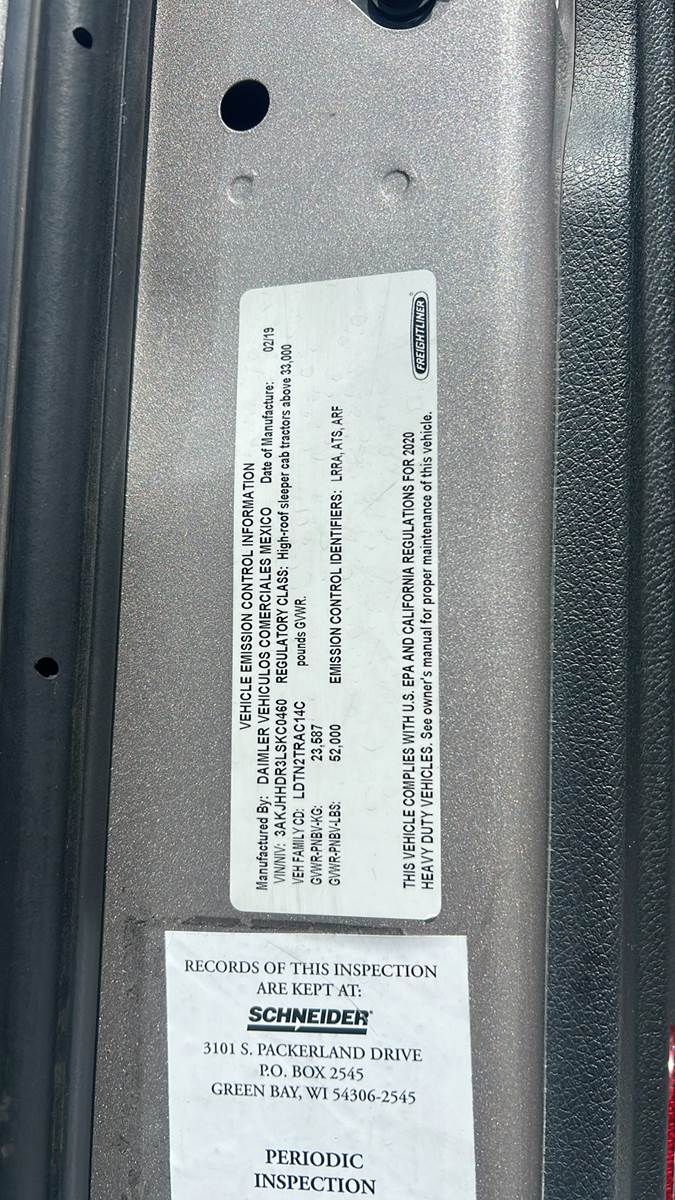 VEHICLE EMISSION CONTROL INFORMATION
Manufactured By: DAIMLER VEHICULOS COMERCIALES MEXICO Date of Manufacture: 02/19
VIN/NIV: 3AKJHHDR3LSKC0460 REGULATORY CLASS: High-roof sleeper cab tractors above 33,000
VEH FAMILY CD: LDTN2TRAC14C pounds GVWR.
GVWR-PNBV-KG: 23,587
GVWR-PNBV-LBS: 52,000 EMISSION CONTROL IDENTIFIERS: LRRA, ATS, ARF
THIS VEHICLE COMPLIES WITH U.S. EPA AND CALIFORNIA REGULATIONS FOR 2020
HEAVY DUTY VEHICLES. See owner's manual for proper maintenance of this vehicle.
FREIGHTLINER
RECORDS OF THIS INSPECTION
ARE KEPT AT:
SCHNEIDER
3101 S. PACKERLAND DRIVE
P.O. BOX 2545
GREEN BAY, WI 54306-2545
PERIODIC
INSPECTION